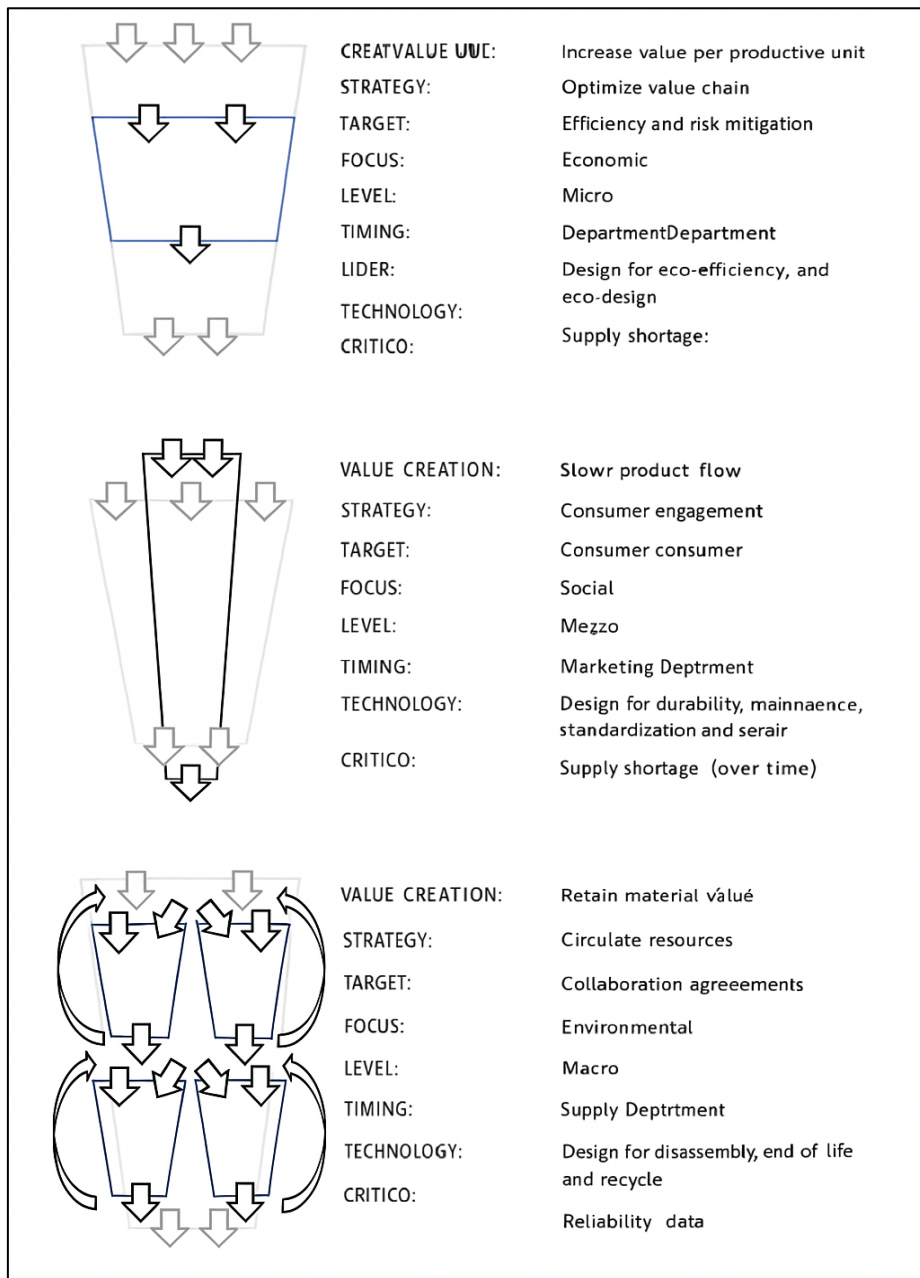 CREATVALUE UUC: Increase value per productive unit
STRATEGY: Optimize value chain
TARGET: Efficiency and risk mitigation
FOCUS: Economic
LEVEL: Micro
TIMING: DepartmentDepartment
LIDER: Design for eco-efficiency, and
eco-design
TECHNOLOGY:
CRITICO: Supply shortage:
VALUE CREATION: Slowr product flow
STRATEGY: Consumer engagement
TARGET: Consumer consumer
FOCUS: Social
LEVEL: Mezzo
TIMING: Marketing Deptrment
TECHNOLOGY: Design for durability, mainnaence,
standardization and serair
CRITICO: Supply shortage (over time)
VALUE CREATION: Retain material válué
STRATEGY: Circulate resources
TARGET: Collaboration agreeements
FOCUS: Environmental
LEVEL: Macro
TIMING: Supply Deptrtment
TECHNOLOGY: Design for disassembly, end of life
and recycle
CRITICO:
Reliability data